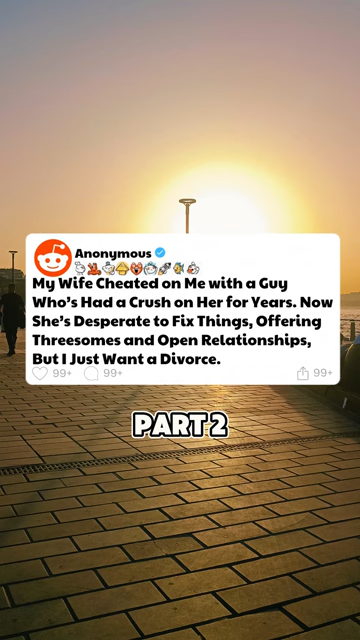 Anonymous
My Wife Cheated on Me with a Guy
Who's Had a Crush on Her for Years. Now
She's Desperate to Fix Things, Offering
Threesomes and Open Relationships,
But I Just Want a Divorce.
99+ 99+ 99+
PART 2